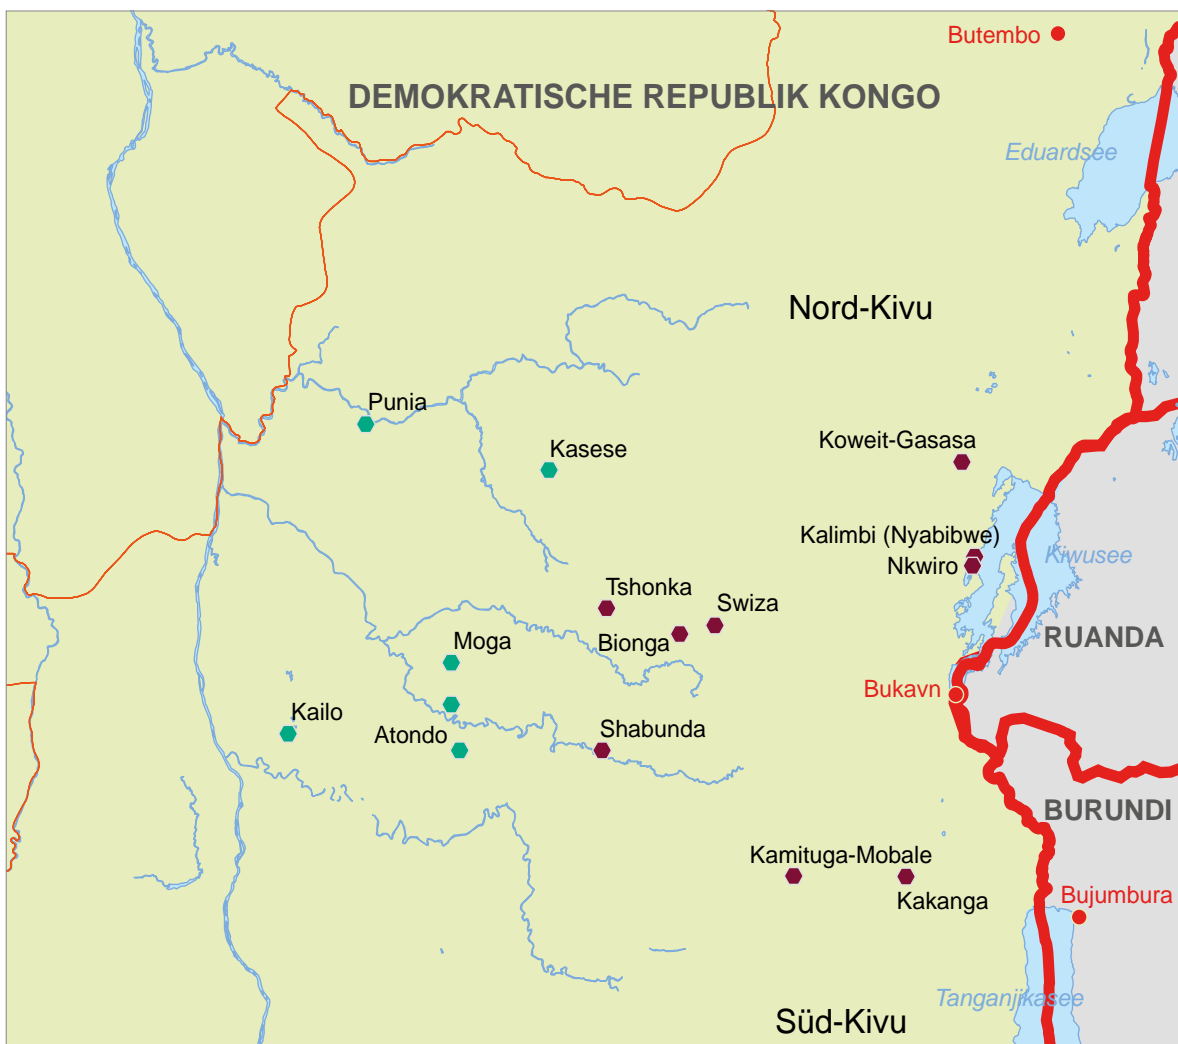 Butembo
DEMOKRATISCHE REPUBLIK KONGO
Eduardsee
Nord-Kivu
Punia
Koweit-Gasasa
Kasese
Kalimbi (Nyabibwe)
Kiwusee
Nkwiro
Tshonka
Swiza
Bionga
RUANDA
Moga
Bukavn
Kailo
Atondo
Shabunda
BURUNDI
Kamituga-Mobale
Kakanga
Bujumbura
Tanganjikasee
Süd-Kivu